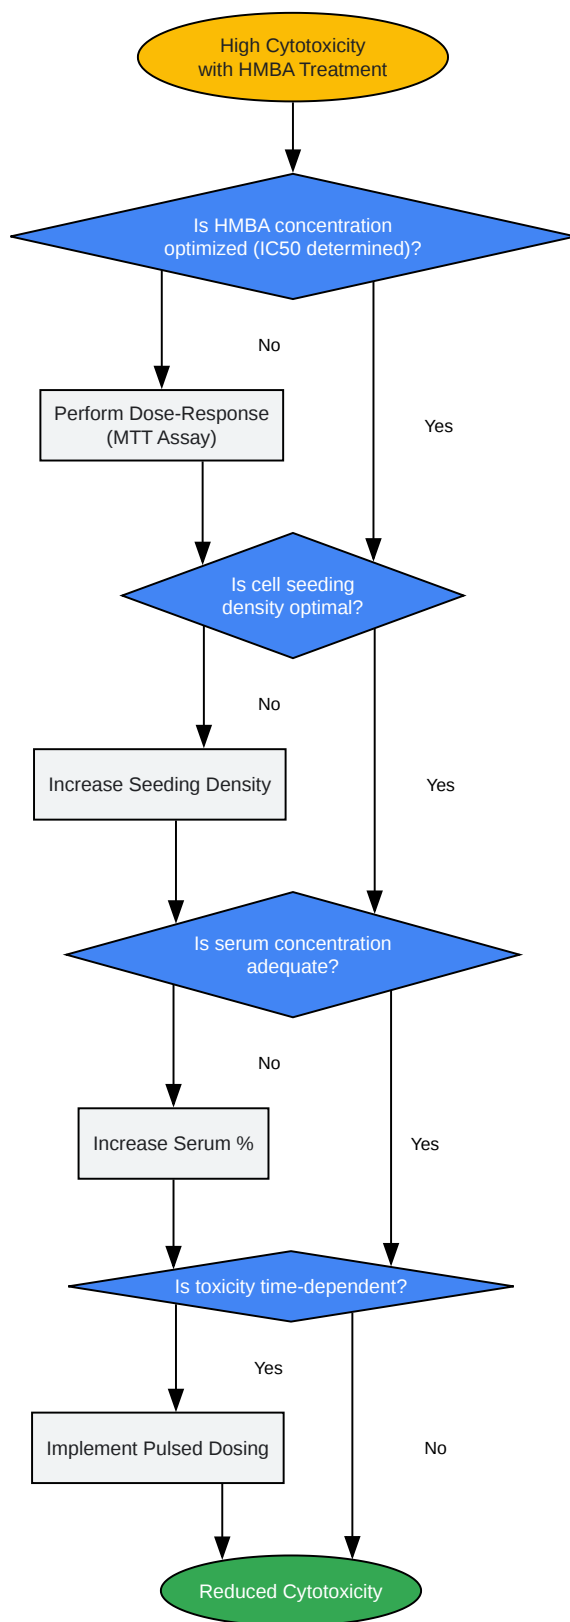 High Cytotoxicity
with HMBA Treatment
Is HMBA concentration
optimized (IC50 determined)?
No
Perform Dose-Response
(MTT Assay)
Yes
Is cell seeding
density optimal?
No
Increase Seeding Density
Yes
Is serum concentration
adequate?
No
Increase Serum %
Yes
Is toxicity time-dependent?
Yes
Implement Pulsed Dosing
No
Reduced Cytotoxicity